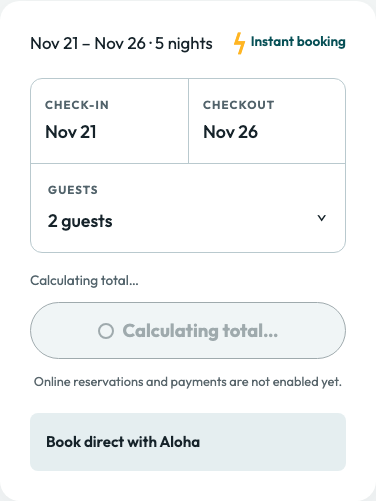 Nov 21 – Nov 26 · 5 nights
Instant booking
CHECK-IN
Nov 21
CHECKOUT
Nov 26
GUESTS
2 guests
Calculating total...
Calculating total...
Online reservations and payments are not enabled yet.
Book direct with Aloha